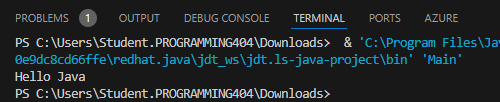 PROBLEMS 1 OUTPUT DEBUG CONSOLE TERMINAL PORTS AZURE
PS C:\Users\Student.PROGRAMMING404\Downloads> & 'C:\Program Files\Jav
0e9dc8cd66ffe\redhat.java\jdt_ws\jdt.ls-java-project\bin' 'Main'
Hello Java
PS C:\Users\Student.PROGRAMMING404\Downloads>